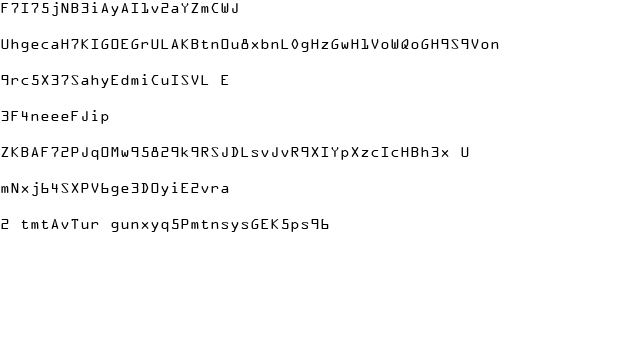 F7I75jNB3iAyAI1v2aYZmCWJ
UhgecaH7KIGOEGrULAKBtnOu8xbnL0gHzGwH1VoWQoGH9S9Von
9rc5X37SahyEdmiCuISVL E
3F4neeeFJip
ZKBAF72PJqOMw95829k9RSJDLsvJvR9XIYpXzcIcHBh3x U
mNxj64SXPV6ge3DOyiE2vra
2 tmtAvTur gunxyq5PmtnsysGEK5ps96